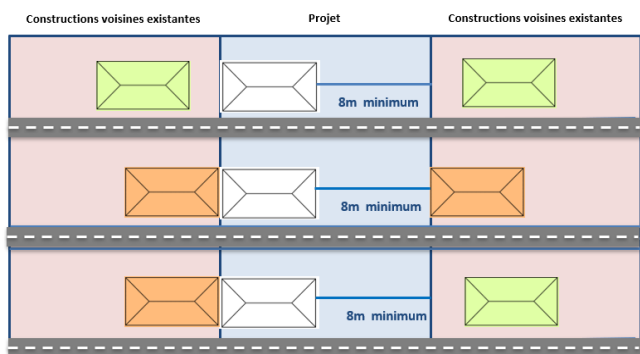 Constructions voisines existantes
Projet
Constructions voisines existantes
8m minimum
8m minimum
8m minimum